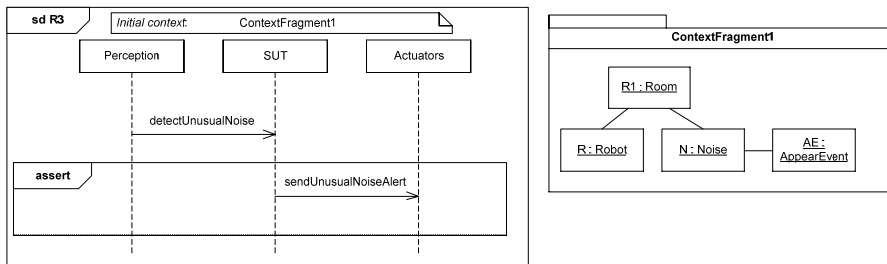 sd R3
Initial context: ContextFragment1
Perception
SUT
Actuators
detectUnusualNoise
assert
sendUnusualNoiseAlert
ContextFragment1
R1 : Room
R : Robot
N : Noise
AE :
AppearEvent